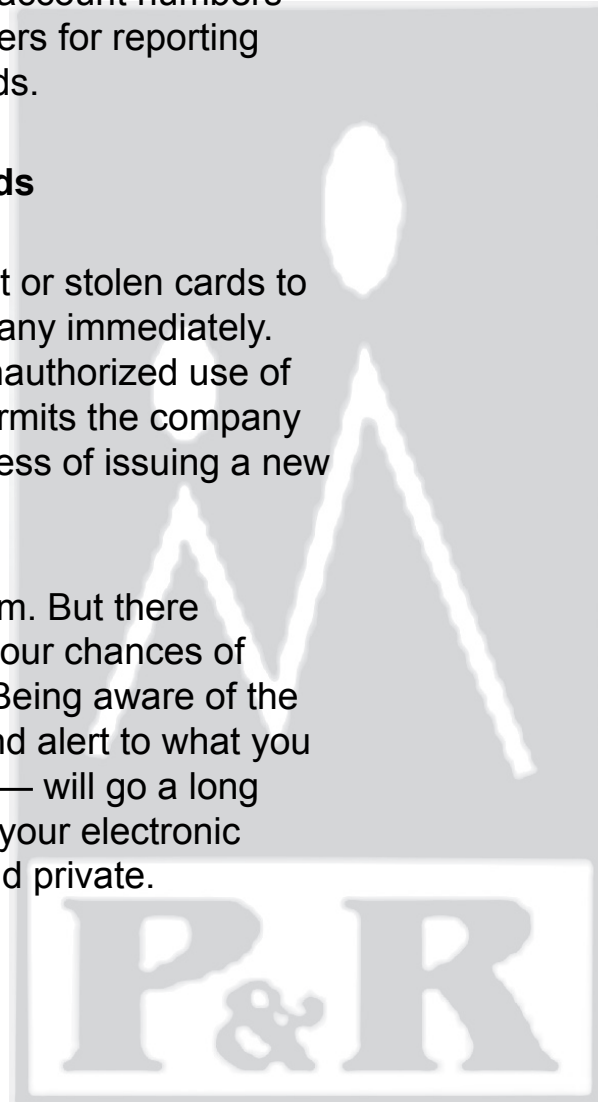 account numbers
ers for reporting
ds.
ds
t or stolen cards to
any immediately.
nauthorized use of
rmits the company
ess of issuing a new
m. But there
our chances of
Being aware of the
nd alert to what you
— will go a long
your electronic
d private.
P&R